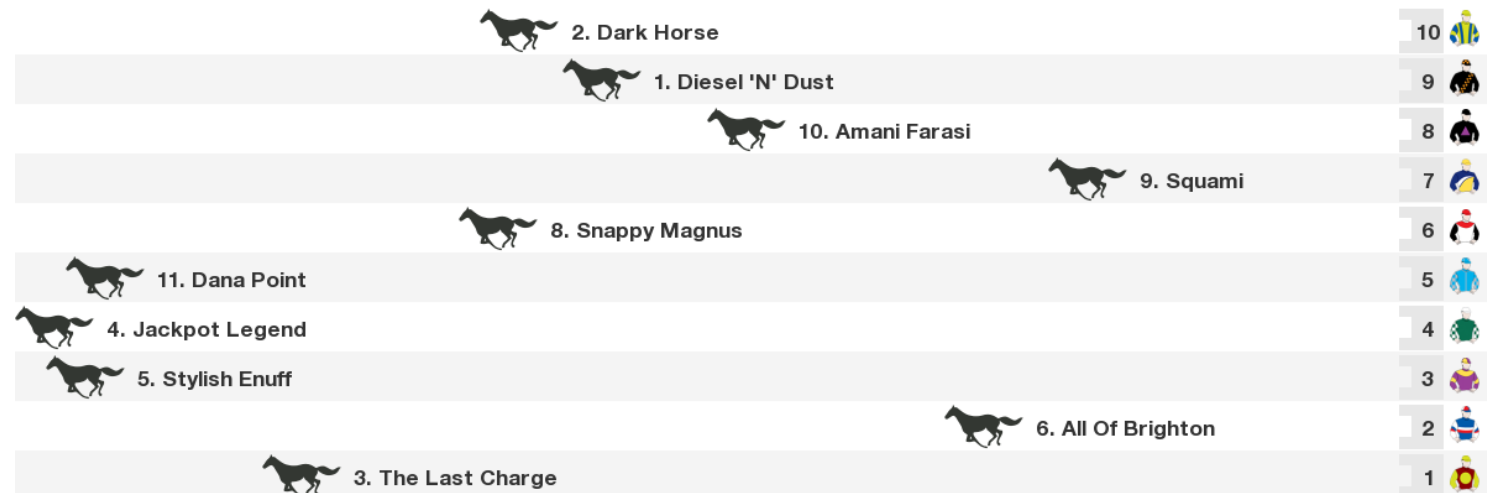 2. Dark Horse 10
1. Diesel 'N' Dust 9
10. Amani Farasi 8
9. Squami 7
8. Snappy Magnus 6
11. Dana Point 5
4. Jackpot Legend 4
5. Stylish Enuff 3
6. All Of Brighton 2
3. The Last Charge 1